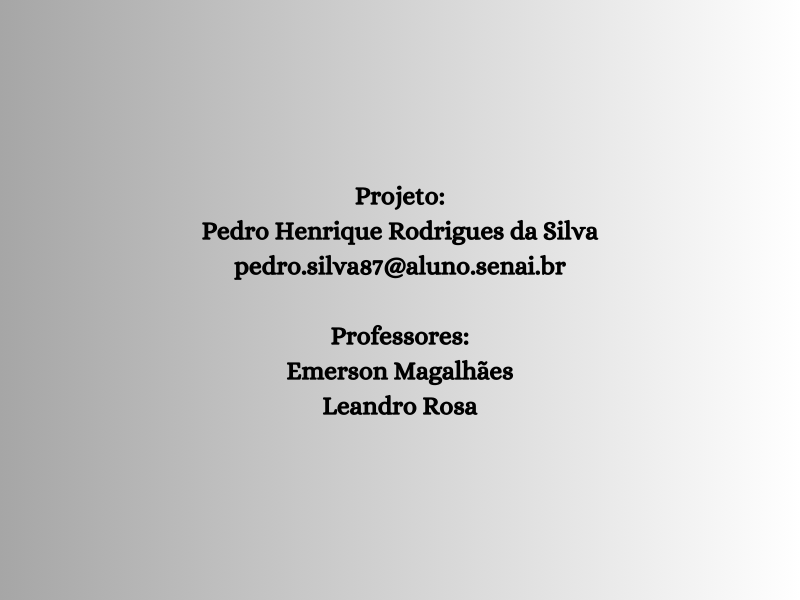 Projeto:
Pedro Henrique Rodrigues da Silva
pedro.silva87@aluno.senai.br
Professores:
Emerson Magalhães
Leandro Rosa